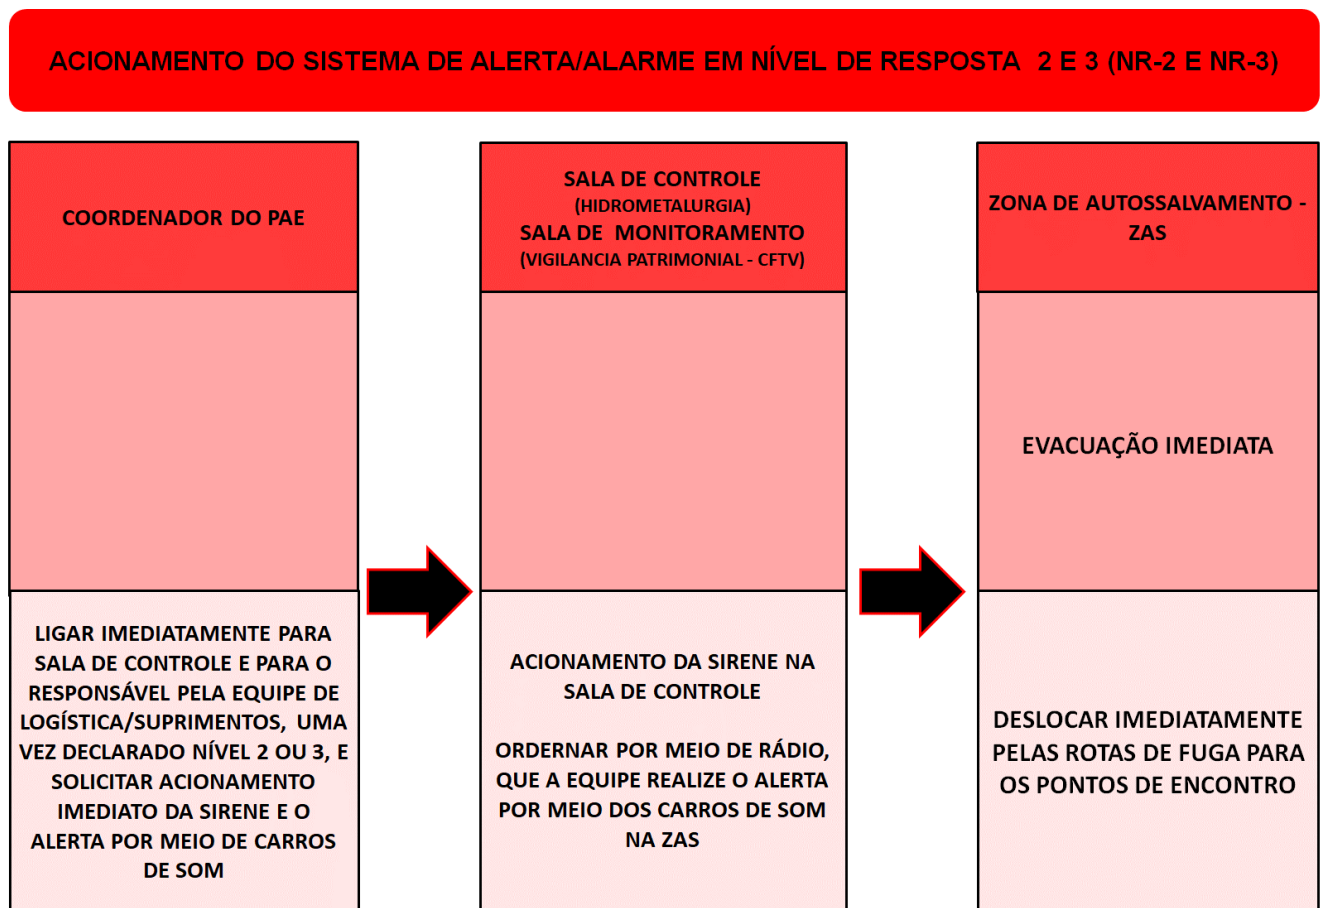 ACIONAMENTO DO SISTEMA DE ALERTA/ALARME EM NÍVEL DE RESPOSTA 2 E 3 (NR-2 E NR-3)
COORDENADOR DO PAE
LIGAR IMEDIATAMENTE PARA
SALA DE CONTROLE E PARA O
RESPONSÁVEL PELA EQUIPE DE
LOGÍSTICA/SUPRIMENTOS, UMA
VEZ DECLARADO NÍVEL 2 OU 3, E
SOLICITAR ACIONAMENTO
IMEDIATO DA SIRENE E O
ALERTA POR MEIO DE CARROS
DE SOM
SALA DE CONTROLE
(HIDROMETALURGIA)
SALA DE MONITORAMENTO
(VIGILANCIA PATRIMONIAL - CFTV)
ACIONAMENTO DA SIRENE NA
SALA DE CONTROLE
ORDERNAR POR MEIO DE RÁDIO,
QUE A EQUIPE REALIZE O ALERTA
POR MEIO DOS CARROS DE SOM
NA ZAS
ZONA DE AUTOSSALVAMENTO -
ZAS
EVACUAÇÃO IMEDIATA
DESLOCAR IMEDIATAMENTE
PELAS ROTAS DE FUGA PARA
OS PONTOS DE ENCONTRO